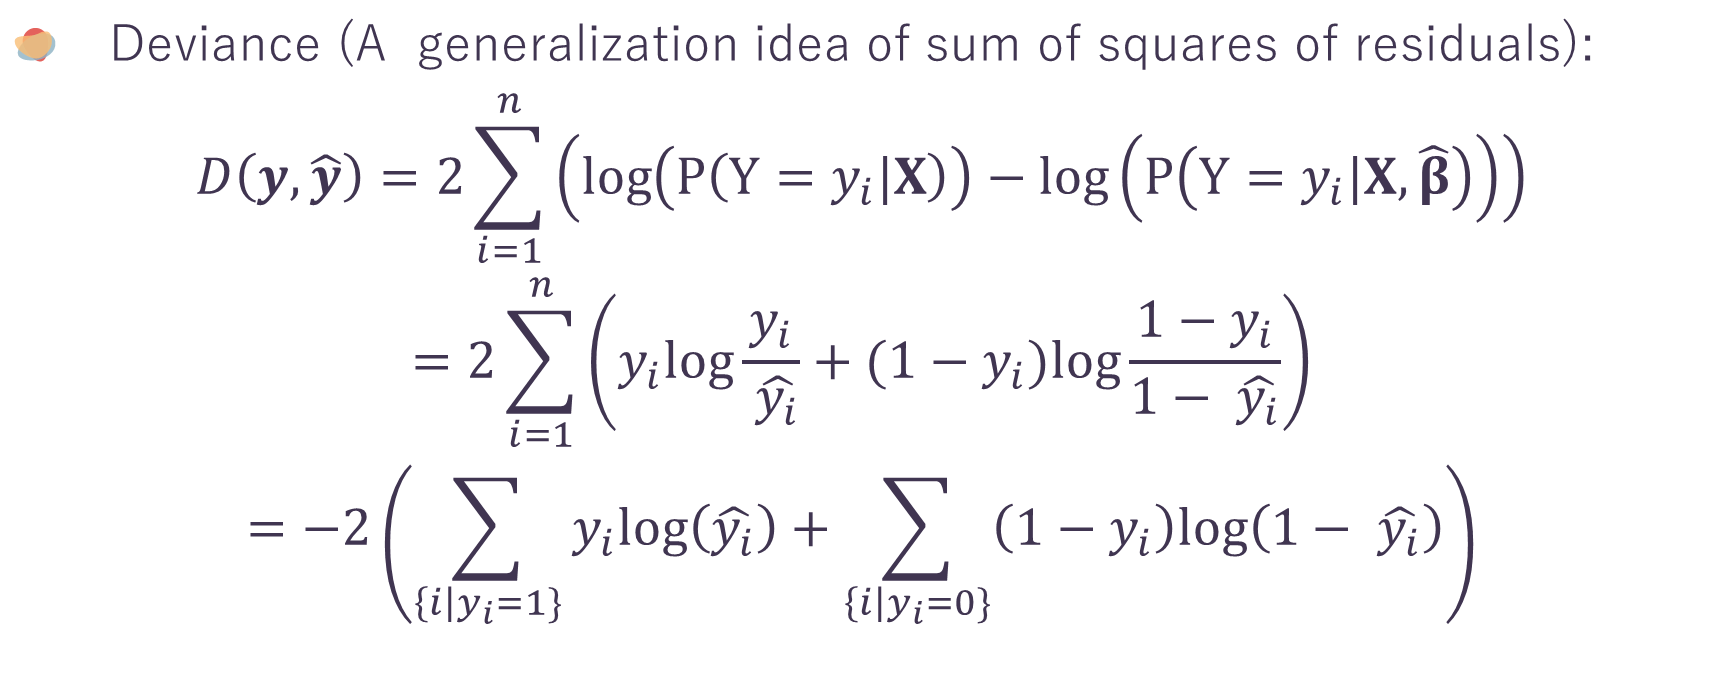 Deviance (A generalization idea of sum of squares of residuals):
D(𝒚, 𝒚̂) = 2 ∑_{i=1}^{n} (log(P(Y = y_i|𝐗)) − log(P(Y = y_i|𝐗, 𝛃̂)))
= 2 ∑_{i=1}^{n} (y_i log \frac{y_i}{ŷ_i} + (1 − y_i)log \frac{1 − y_i}{1 − ŷ_i})
= −2 (∑_{{i|y_i=1}} y_i log(ŷ_i) + ∑_{{i|y_i=0}} (1 − y_i)log(1 − ŷ_i))